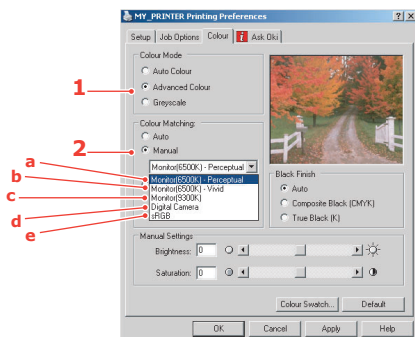 MY_PRINTER Printing Preferences
Setup Job Options Colour Ask Oki
Colour Mode
Auto Colour
1 Advanced Colour
Greyscale
Colour Matching:
Auto
2 Manual
Monitor(6500K) - Perceptual
a Monitor(6500K) - Perceptual
b Monitor(6500K) - Vivid
c Monitor(9300K)
d Digital Camera
e sRGB
Black Finish
Auto
Composite Black (CMYK)
True Black (K)
Manual Settings
Brightness: 0
Saturation: 0
Colour Swatch... Default
OK Cancel Apply Help